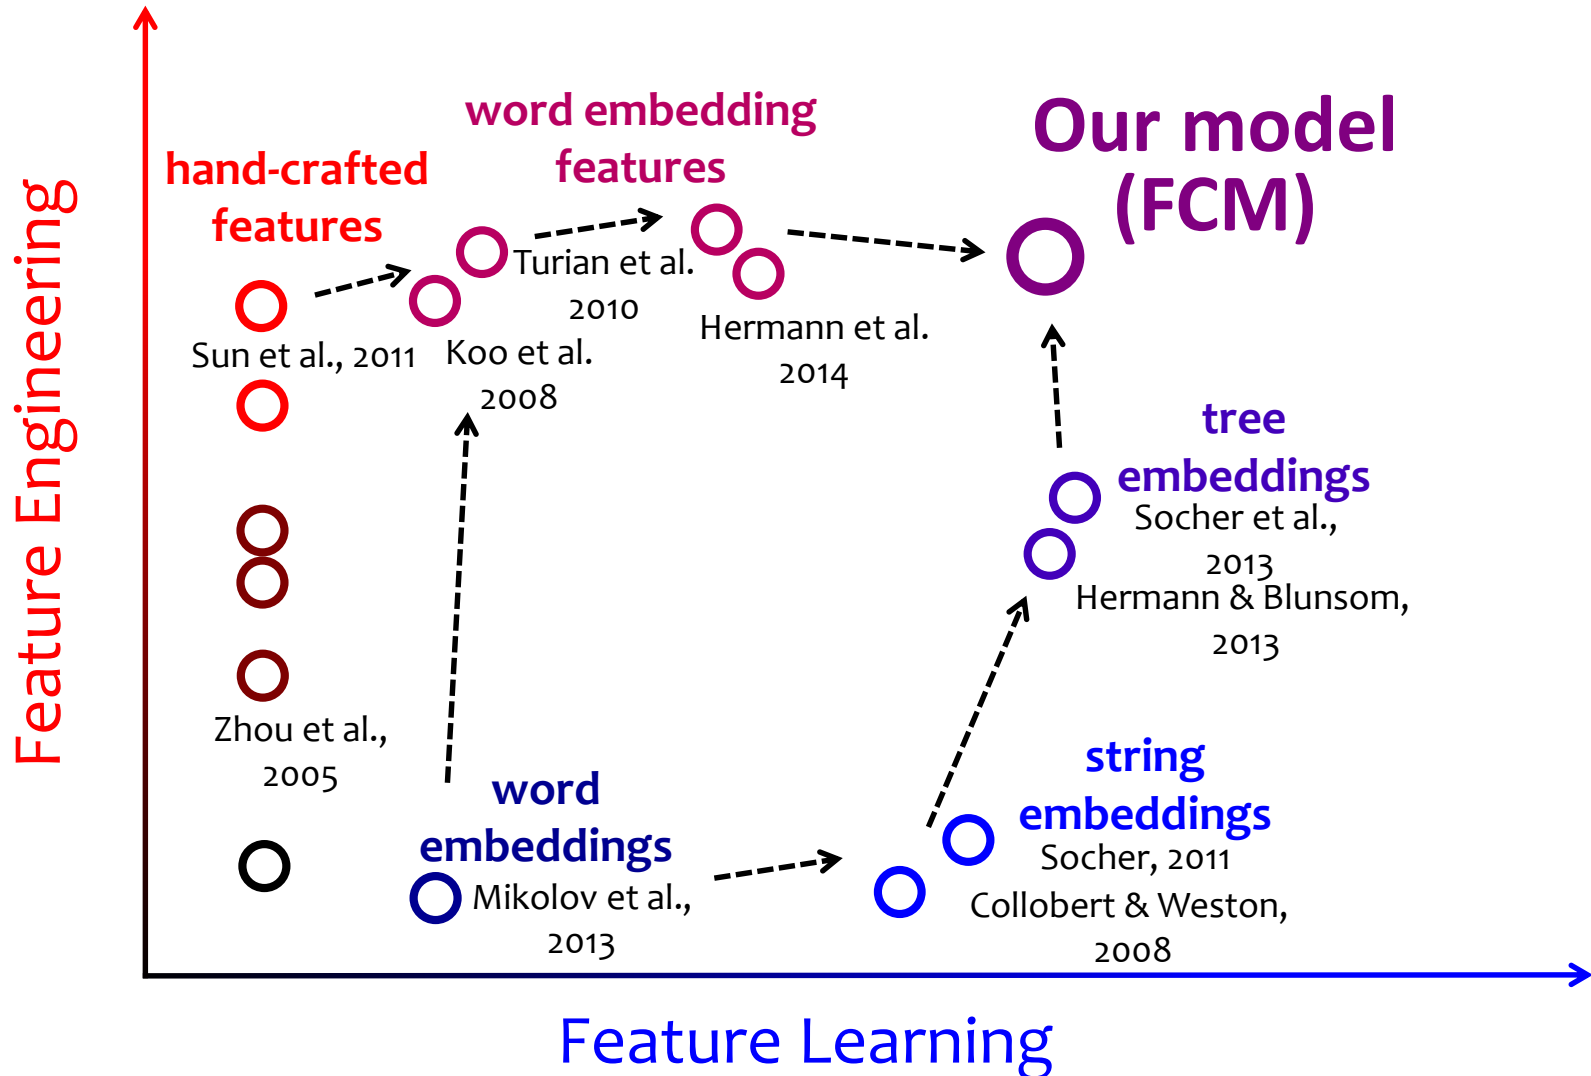 Feature Engineering
hand-crafted
features
Sun et al., 2011
Zhou et al.,
2005
word embedding
features
Turian et al.
2010
Koo et al.
2008
Hermann et al.
2014
Our model
(FCM)
tree
embeddings
Socher et al.,
2013
Hermann & Blunsom,
2013
string
embeddings
Socher, 2011
Collobert & Weston,
2008
word
embeddings
Mikolov et al.,
2013
Feature Learning